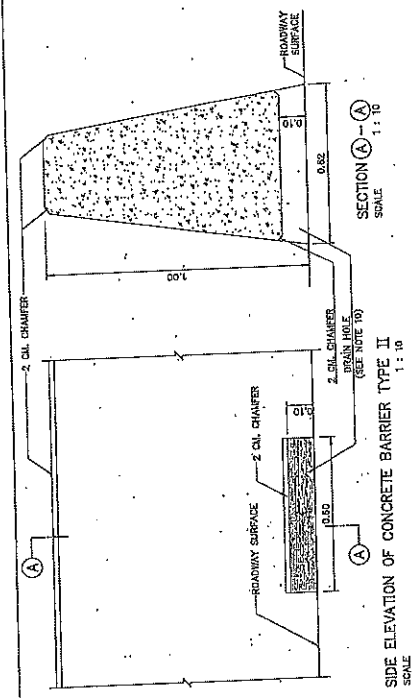 2 CM. CHAMFER
A
ROADWAY SURFACE
2 CM. CHAMFER
0.10
0.50
A
SIDE ELEVATION OF CONCRETE BARRIER TYPE II
SCALE 1 : 10
1.00
0.10
0.62
ROADWAY
SURFACE
2 CM. CHAMFER
DRAIN HOLE
(SEE NOTE 10)
SECTION A - A
SCALE 1 : 10